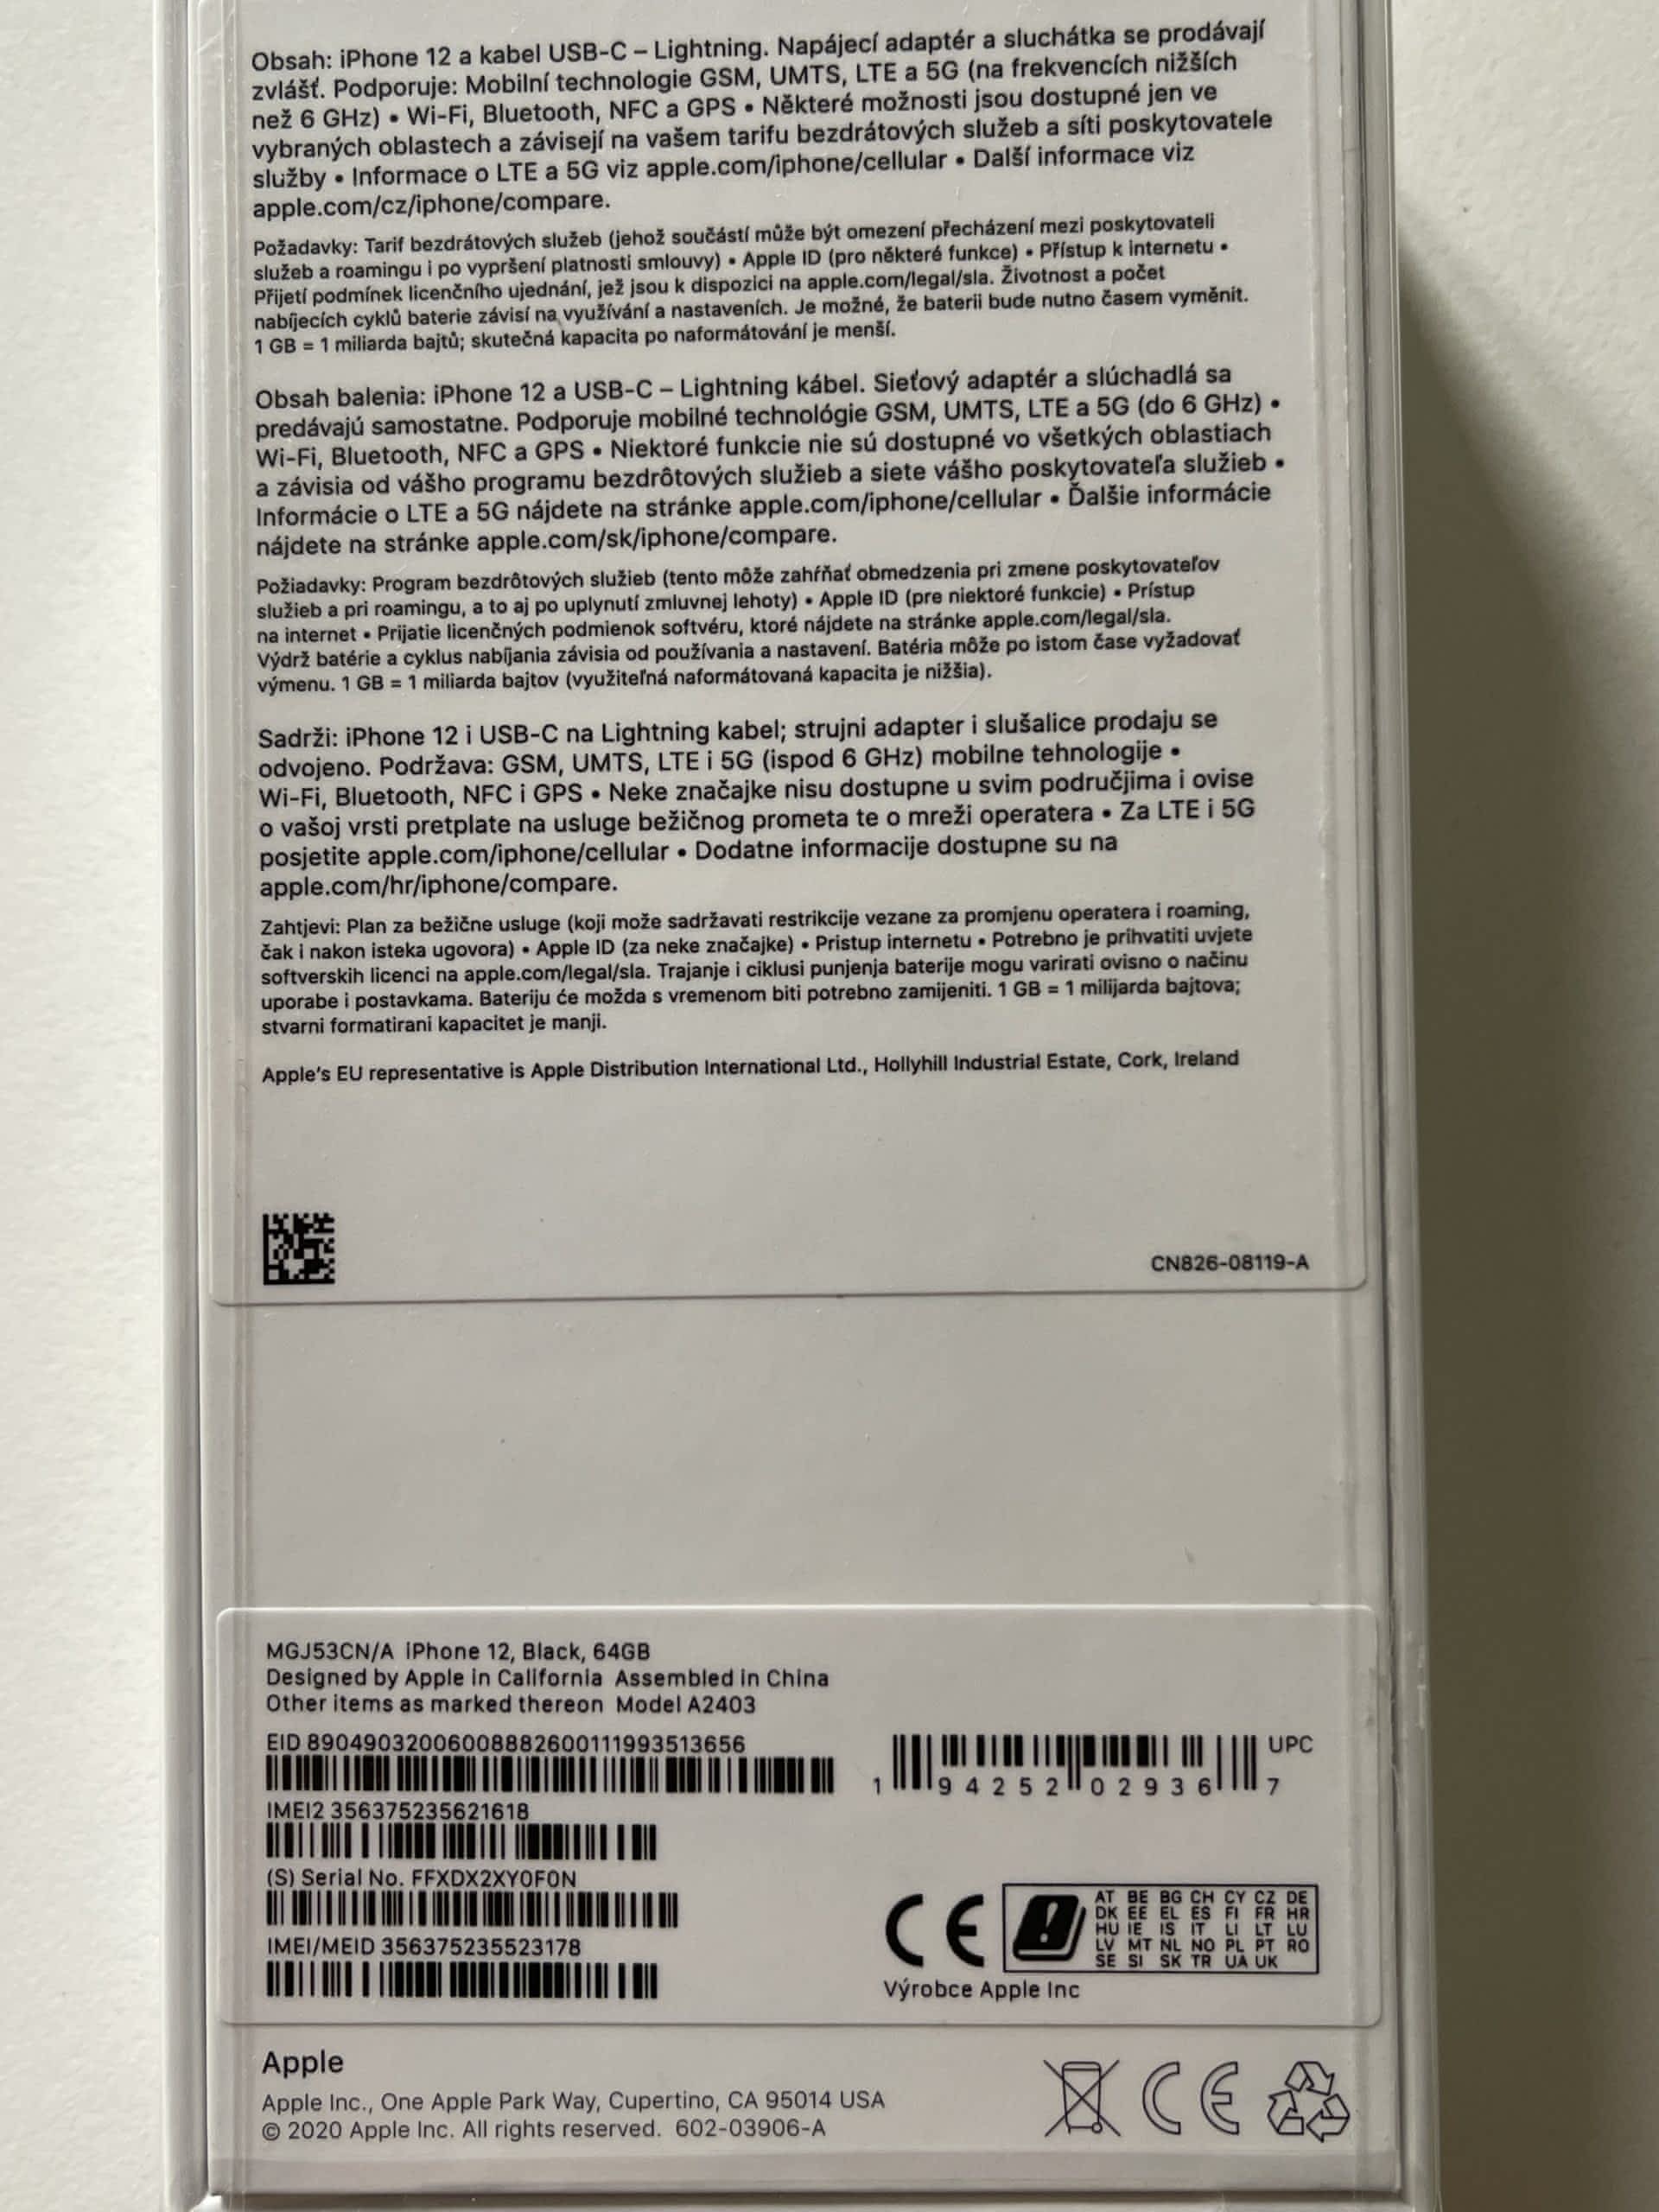 Obsah: iPhone 12 a kabel USB-C – Lightning. Napájecí adaptér a sluchátka se prodávají
zvlášť. Podporuje: Mobilní technologie GSM, UMTS, LTE a 5G (na frekvencích nižších
než 6 GHz) • Wi-Fi, Bluetooth, NFC a GPS • Některé možnosti jsou dostupné jen ve
vybraných oblastech a závisejí na vašem tarifu bezdrátových služeb a síti poskytovatele
služby • Informace o LTE a 5G viz apple.com/iphone/cellular • Další informace viz
apple.com/cz/iphone/compare.
Požadavky: Tarif bezdrátových služeb (jehož součástí může být omezení přecházení mezi poskytovateli
služeb a roamingu i po vypršení platnosti smlouvy) • Apple ID (pro některé funkce) • Přístup k internetu •
Přijetí podmínek licenčního ujednání, jež jsou k dispozici na apple.com/legal/sla. Životnost a počet
nabíjecích cyklů baterie závisí na využívání a nastaveních. Je možné, že baterii bude nutno časem vyměnit.
1 GB = 1 miliarda bajtů; skutečná kapacita po naformátování je menší.
Obsah balenia: iPhone 12 a USB-C – Lightning kábel. Sieťový adaptér a slúchadlá sa
predávajú samostatne. Podporuje mobilné technológie GSM, UMTS, LTE a 5G (do 6 GHz) •
Wi-Fi, Bluetooth, NFC a GPS • Niektoré funkcie nie sú dostupné vo všetkých oblastiach
a závisia od vášho programu bezdrôtových služieb a siete vášho poskytovateľa služieb •
Informácie o LTE a 5G nájdete na stránke apple.com/iphone/cellular • Ďalšie informácie
nájdete na stránke apple.com/sk/iphone/compare.
Požiadavky: Program bezdrôtových služieb (tento môže zahŕňať obmedzenia pri zmene poskytovateľov
služieb a pri roamingu, a to aj po uplynutí zmluvnej lehoty) • Apple ID (pre niektoré funkcie) • Prístup
na internet • Prijatie licenčných podmienok softvéru, ktoré nájdete na stránke apple.com/legal/sla.
Výdrž batérie a cyklus nabíjania závisia od používania a nastavení. Batéria môže po istom čase vyžadovať
výmenu. 1 GB = 1 miliarda bajtov (využiteľná naformátovaná kapacita je nižšia).
Sadrži: iPhone 12 i USB-C na Lightning kabel; strujni adapter i slušalice prodaju se
odvojeno. Podržava: GSM, UMTS, LTE i 5G (ispod 6 GHz) mobilne tehnologije •
Wi-Fi, Bluetooth, NFC i GPS • Neke značajke nisu dostupne u svim područjima i ovise
o vašoj vrsti pretplate na usluge bežičnog prometa te o mreži operatera • Za LTE i 5G
posjetite apple.com/iphone/cellular • Dodatne informacije dostupne su na
apple.com/hr/iphone/compare.
Zahtjevi: Plan za bežične usluge (koji može sadržavati restrikcije vezane za promjenu operatera i roaming,
čak i nakon isteka ugovora) • Apple ID (za neke značajke) • Pristup internetu • Potrebno je prihvatiti uvjete
softverskih licenci na apple.com/legal/sla. Trajanje i ciklusi punjenja baterije mogu varirati ovisno o načinu
uporabe i postavkama. Bateriju će možda s vremenom biti potrebno zamijeniti. 1 GB = 1 milijarda bajtova;
stvarni formatirani kapacitet je manji.
Apple's EU representative is Apple Distribution International Ltd., Hollyhill Industrial Estate, Cork, Ireland
CN826-08119-A
MGJ53CN/A iPhone 12, Black, 64GB
Designed by Apple in California Assembled in China
Other items as marked thereon Model A2403
EID 89049032006008882600111993513656
UPC
1 94252 02936 7
IMEI2 356375235621618
(S) Serial No. FFXDX2XY0F0N
IMEI/MEID 356375235523178
CE
AT BE BG CH CY CZ DE
DK EE EL ES FI FR HR
HU IE IS IT LI LT LU
LV MT NL NO PL PT RO
SE SI SK TR UA UK
Výrobce Apple Inc
Apple
Apple Inc., One Apple Park Way, Cupertino, CA 95014 USA
© 2020 Apple Inc. All rights reserved. 602-03906-A
CE